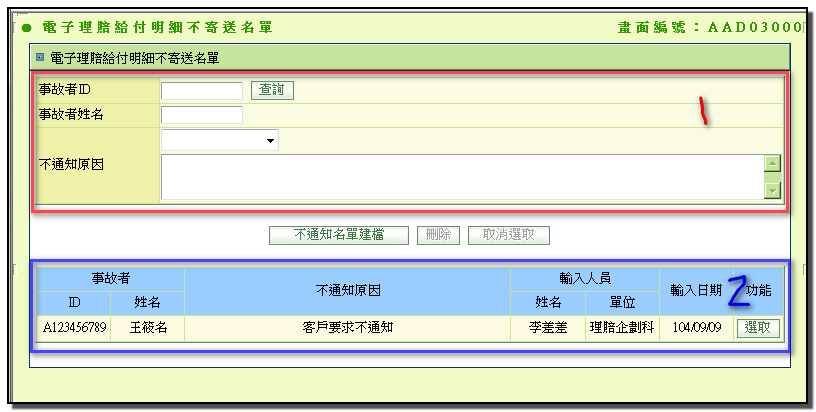 電子理賠給付明細不寄送名單 畫面編號：AAD03000
電子理賠給付明細不寄送名單
事故者ID 查詢
事故者姓名
1
不通知原因
不通知名單建檔 刪除 取消選取
事故者 不通知原因 輸入人員 輸入日期 2 功能
ID 姓名 姓名 單位
A123456789 王筱名 客戶要求不通知 李差差 理賠企劃科 104/09/09 選取